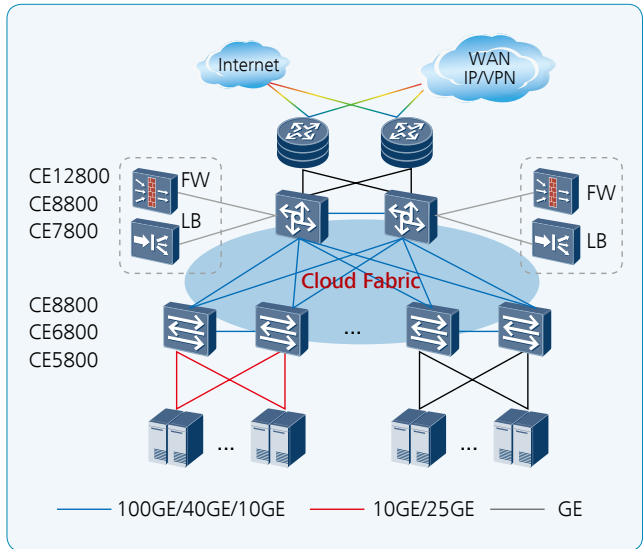 Internet
WAN
IP/VPN
CE12800
CE8800
CE7800
FW
LB
FW
LB
Cloud Fabric
CE8800
CE6800
CE5800
...
... ...
... ...
100GE/40GE/10GE 10GE/25GE GE